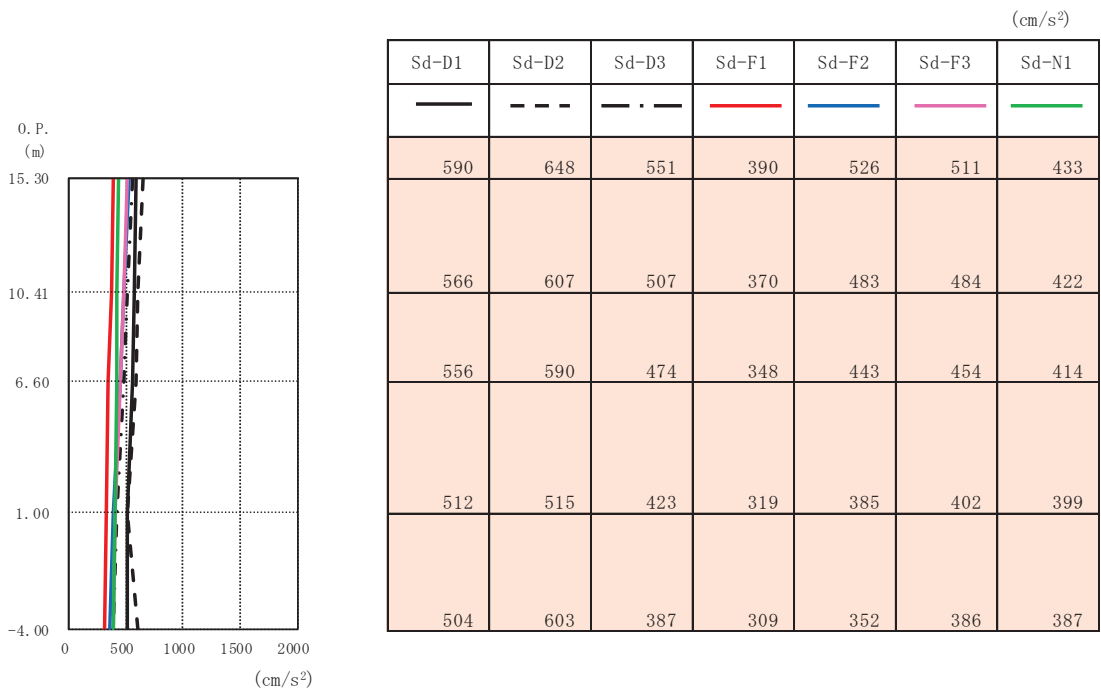 (cm/s²)
Sd-D1 Sd-D2 Sd-D3 Sd-F1 Sd-F2 Sd-F3 Sd-N1
O.P.
(m)
15.30
590 648 551 390 526 511 433
10.41
566 607 507 370 483 484 422
6.60
556 590 474 348 443 454 414
1.00
512 515 423 319 385 402 399
-4.00
504 603 387 309 352 386 387
0 500 1000 1500 2000
(cm/s²)